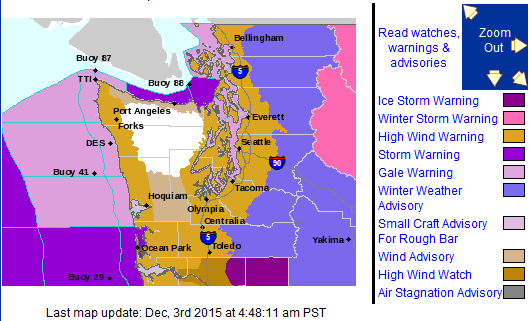 Bellingham
Buoy 87
TTI
Buoy 88
5
Port Angeles
Forks
Everett
DES
Seattle
90
Buoy 41
Tacoma
Hoquiam
Olympia
Centralia
5
Ocean Park
Toledo
Yakima
Buoy 29
Read watches,
warnings &
advisories
Zoom
Out
Ice Storm Warning
Winter Storm Warning
High Wind Warning
Storm Warning
Gale Warning
Winter Weather
Advisory
Small Craft Advisory
For Rough Bar
Wind Advisory
High Wind Watch
Air Stagnation Advisory
Last map update: Dec, 3rd 2015 at 4:48:11 am PST